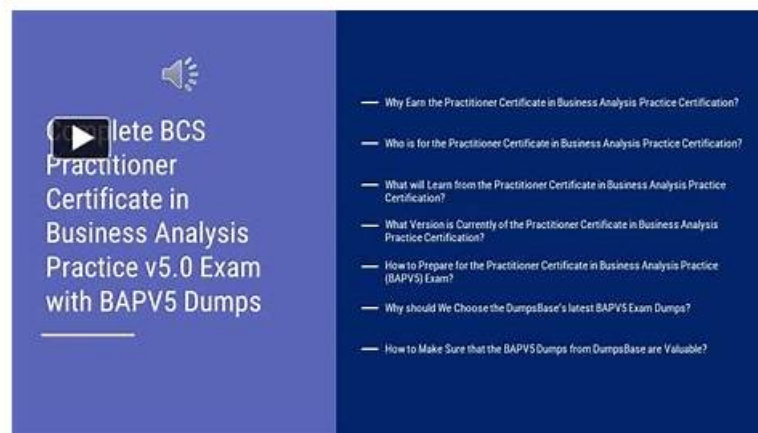 Complete BCS
Practitioner
Certificate in
Business Analysis
Practice v5.0 Exam
with BAPV5 Dumps
Why Earn the Practitioner Certificate in Business Analysis Practice Certification?
Who is for the Practitioner Certificate in Business Analysis Practice Certification?
What will Learn from the Practitioner Certificate in Business Analysis Practice
Certification?
What Version is Currently of the Practitioner Certificate in Business Analysis
Practice Certification?
How to Prepare for the Practitioner Certificate in Business Analysis Practice
(BAPV5) Exam?
Why should We Choose the DumpsBase's latest BAPV5 Exam Dumps?
How to Make Sure that the BAPV5 Dumps from DumpsBase are Valuable?